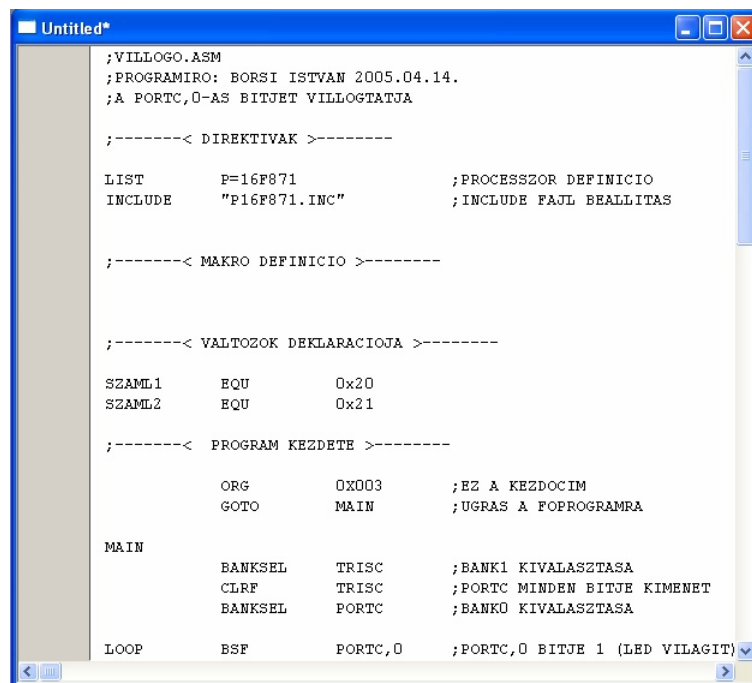 Untitled*
;VILLOGO.ASM
;PROGRAMIRO: BORSI ISTVAN 2005.04.14.
;A PORTC,0-AS BITJET VILLOGTATJA
;-------< DIREKTIVAK >--------
LIST P=16F871 ;PROCESSZOR DEFINICIO
INCLUDE "P16F871.INC" ;INCLUDE FAJL BEALLITAS
;-------< MAKRO DEFINICIO >--------
;-------< VALTOZOK DEKLARACIOJA >--------
SZAML1 EQU 0x20
SZAML2 EQU 0x21
;-------< PROGRAM KEZDETE >--------
ORG 0X003 ;EZ A KEZDOCIM
GOTO MAIN ;UGRAS A FOPROGRAMRA
MAIN
BANKSEL TRISC ;BANK1 KIVALASZTASA
CLRF TRISC ;PORTC MINDEN BITJE KIMENET
BANKSEL PORTC ;BANK0 KIVALASZTASA
LOOP BSF PORTC,0 ;PORTC,0 BITJE 1 (LED VILAGIT)